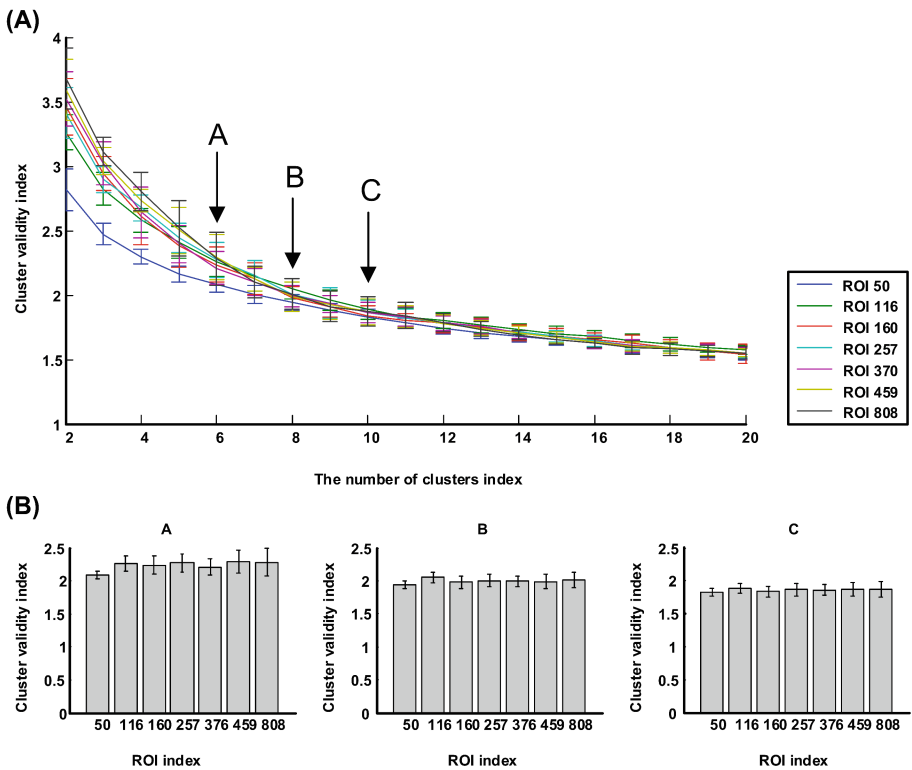 (A)
4
3.5
3
2.5
2
1.5
1
Cluster validity index
A
B
C
2 4 6 8 10 12 14 16 18 20
The number of clusters index
ROI 50
ROI 116
ROI 160
ROI 257
ROI 370
ROI 459
ROI 808
(B)
A
2.5
2
1.5
1
0.5
0
Cluster validity index
50 116 160 257 376 459 808
ROI index
B
2.5
2
1.5
1
0.5
0
Cluster validity index
50 116 160 257 376 459 808
ROI index
C
2.5
2
1.5
1
0.5
0
Cluster validity index
50 116 160 257 376 459 808
ROI index